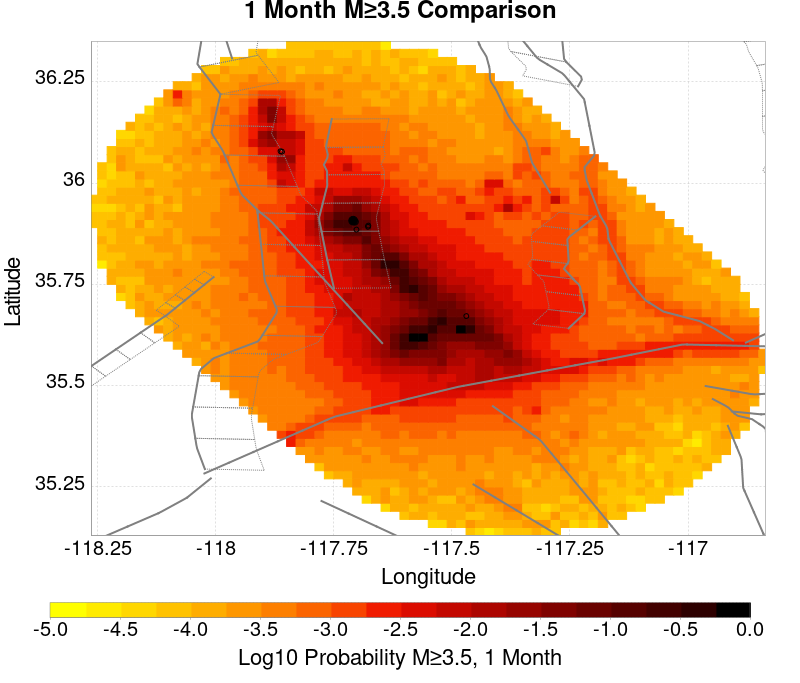 1 Month M≥3.5 Comparison
36.25
36
35.75
35.5
35.25
Latitude
-118.25 -118 -117.75 -117.5 -117.25 -117
Longitude
-5.0 -4.5 -4.0 -3.5 -3.0 -2.5 -2.0 -1.5 -1.0 -0.5 0.0
Log10 Probability M≥3.5, 1 Month